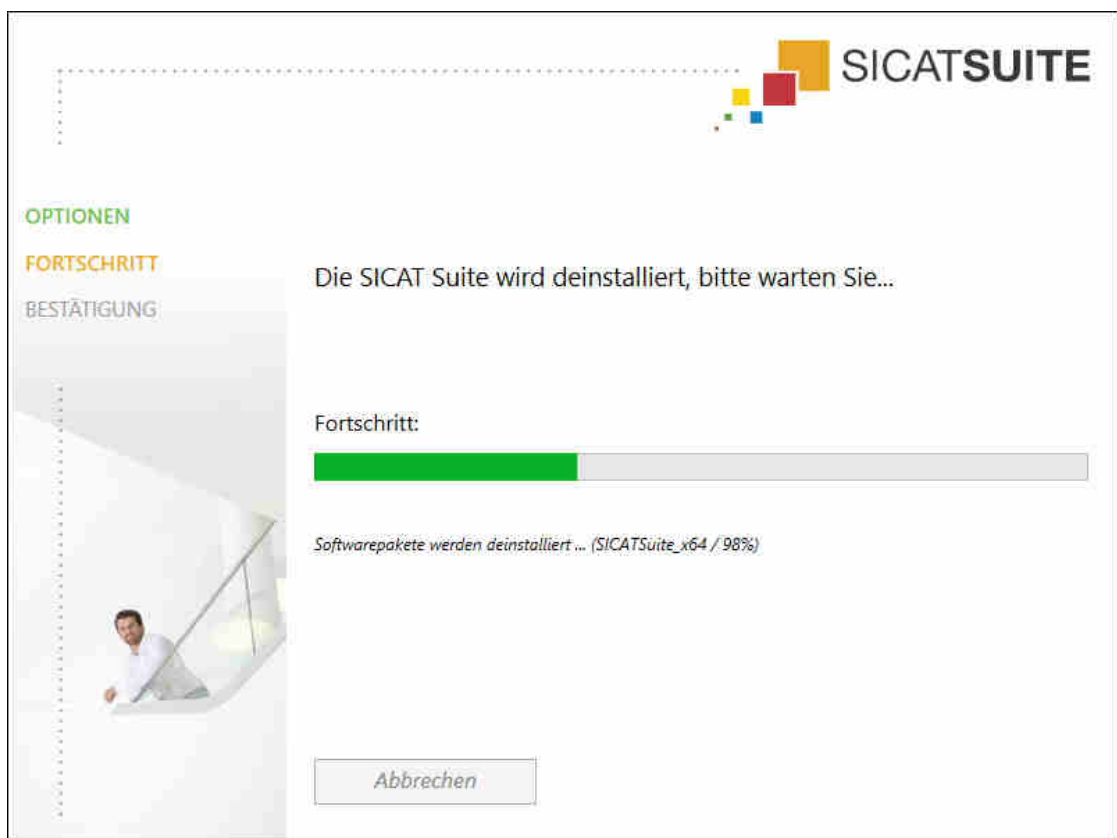 SICATSUITE
OPTIONEN
FORTSCHRITT
BESTÄTIGUNG
Die SICAT Suite wird deinstalliert, bitte warten Sie...
Fortschritt:
Softwarepakete werden deinstalliert ... (SICATSuite_x64 / 98%)
Abbrechen